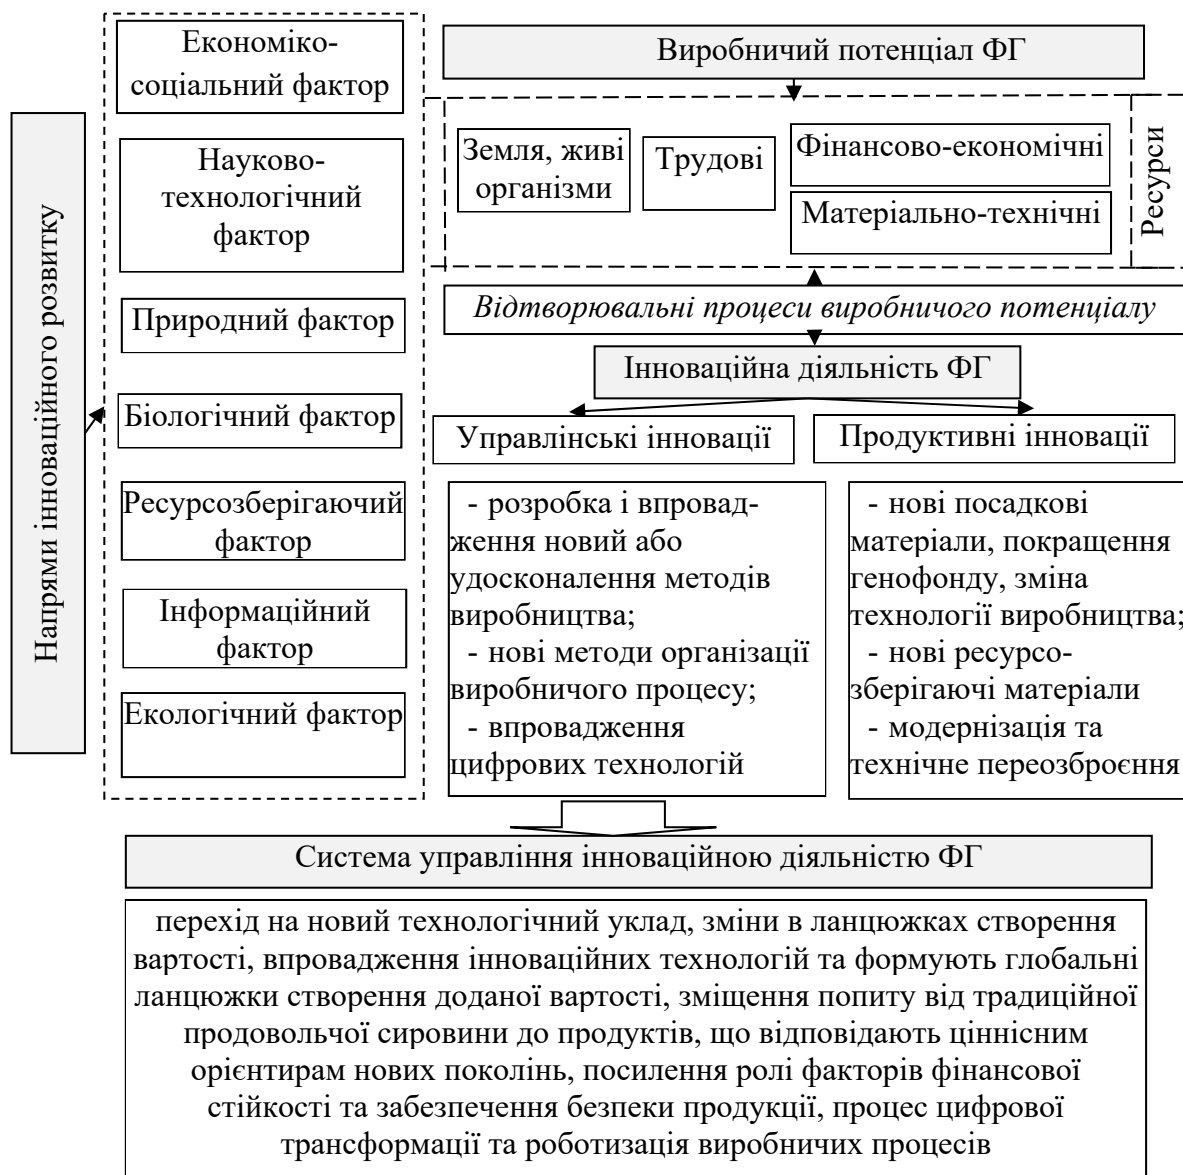 Напрями інноваційного розвитку
Економіко-
соціальний фактор
Науково-
технологічний
фактор
Природний фактор
Біологічний фактор
Ресурсозберігаючий
фактор
Інформаційний
фактор
Екологічний фактор
Виробничий потенціал ФГ
Земля, живі
організми
Трудові
Фінансово-економічні
Матеріально-технічні
Ресурси
Відтворювальні процеси виробничого потенціалу
Інноваційна діяльність ФГ
Управлінські інновації
- розробка і впровад-
ження новий або
удосконалення методів
виробництва;
- нові методи організації
виробничого процесу;
- впровадження
цифрових технологій
Продуктивні інновації
- нові посадкові
матеріали, покращення
генофонду, зміна
технології виробництва;
- нові ресурсо-
зберігаючі матеріали
- модернізація та
технічне переозброєння
Система управління інноваційною діяльністю ФГ
перехід на новий технологічний уклад, зміни в ланцюжках створення
вартості, впровадження інноваційних технологій та формують глобальні
ланцюжки створення доданої вартості, зміщення попиту від традиційної
продовольчої сировини до продуктів, що відповідають ціннісним
орієнтирам нових поколінь, посилення ролі факторів фінансової
стійкості та забезпечення безпеки продукції, процес цифрової
трансформації та роботизація виробничих процесів